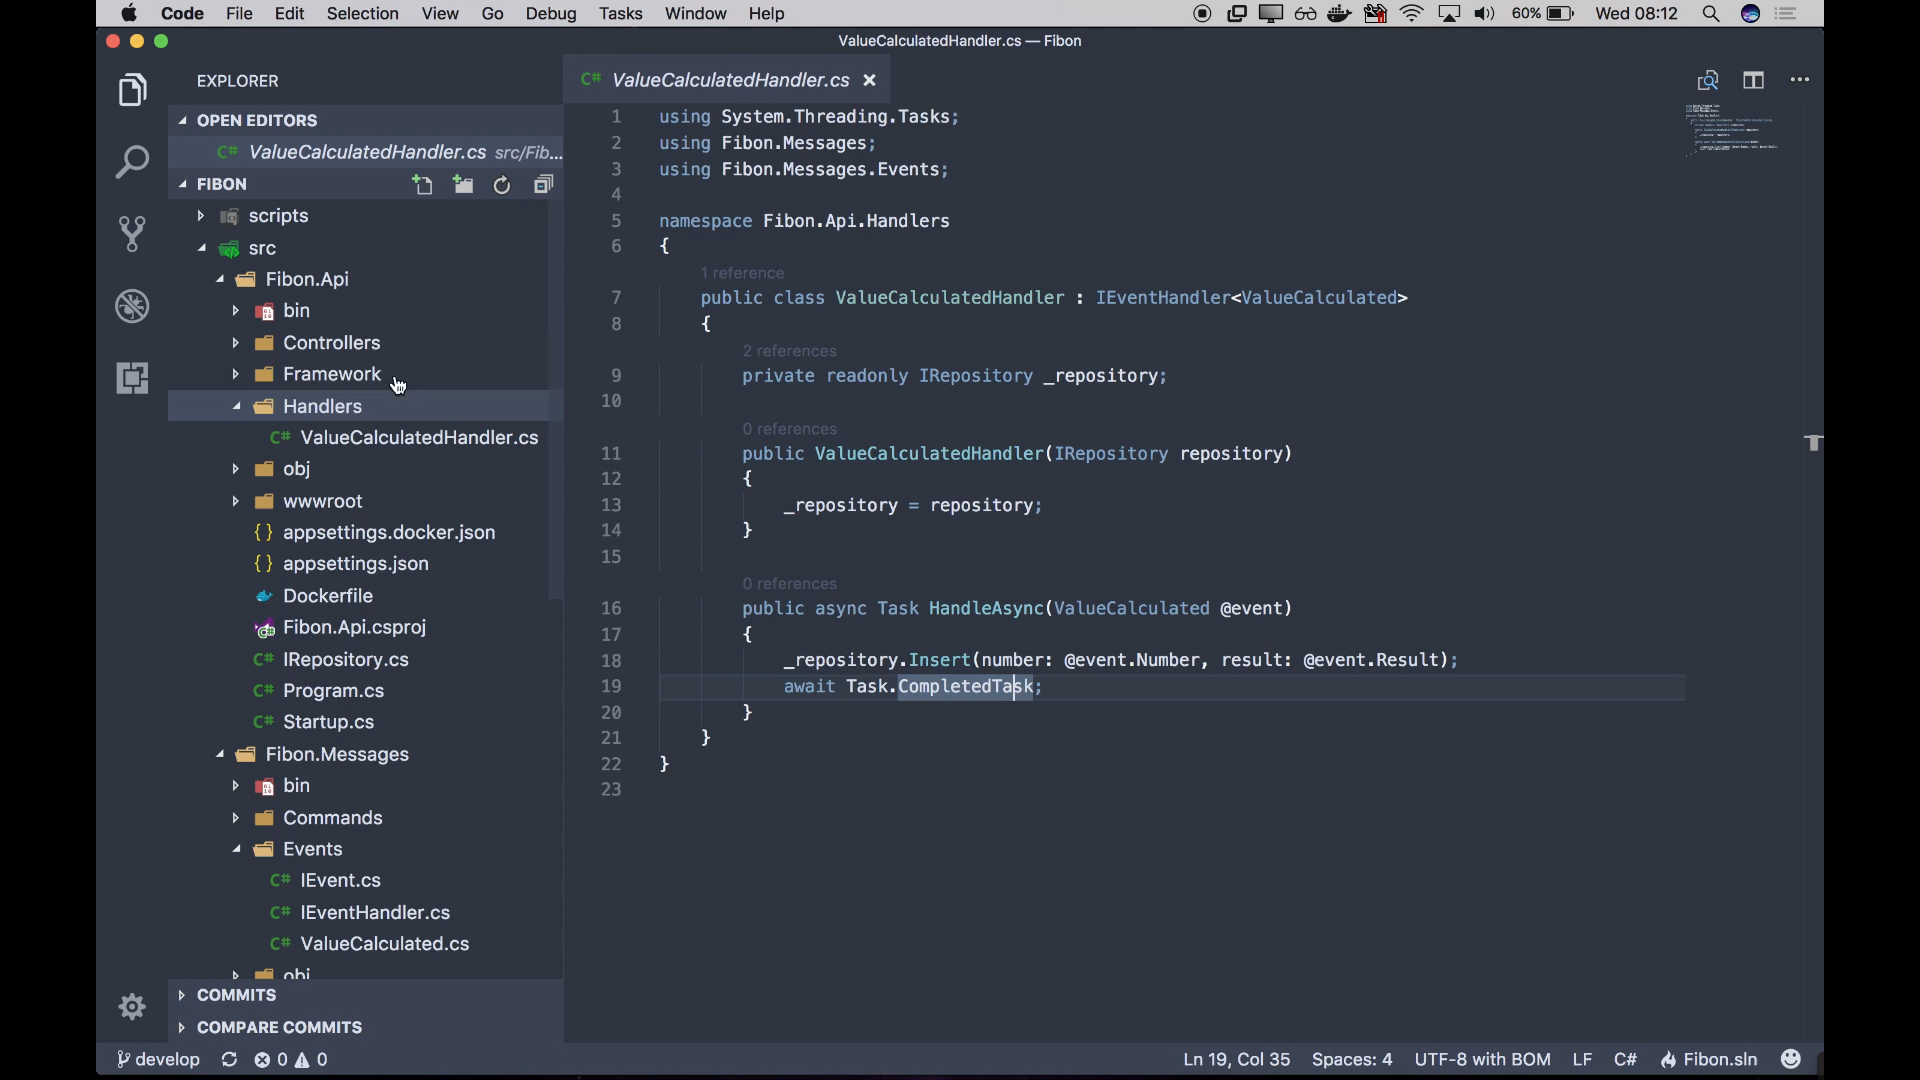 Code File Edit Selection View Go Debug Tasks Window Help 60% Wed 08:12
ValueCalculatedHandler.cs — Fibon
EXPLORER
OPEN EDITORS
C# ValueCalculatedHandler.cs src/Fib...
FIBON
scripts
src
Fibon.Api
bin
Controllers
Framework
Handlers
C# ValueCalculatedHandler.cs
obj
wwwroot
{ } appsettings.docker.json
{ } appsettings.json
Dockerfile
Fibon.Api.csproj
C# IRepository.cs
C# Program.cs
C# Startup.cs
Fibon.Messages
bin
Commands
Events
C# IEvent.cs
C# IEventHandler.cs
C# ValueCalculated.cs
obj
COMMITS
COMPARE COMMITS
C# ValueCalculatedHandler.cs
1 using System.Threading.Tasks;
2 using Fibon.Messages;
3 using Fibon.Messages.Events;
4
5 namespace Fibon.Api.Handlers
6 {
1 reference
7 public class ValueCalculatedHandler : IEventHandler<ValueCalculated>
8 {
2 references
9 private readonly IRepository _repository;
10
0 references
11 public ValueCalculatedHandler(IRepository repository)
12 {
13 _repository = repository;
14 }
15
0 references
16 public async Task HandleAsync(ValueCalculated @event)
17 {
18 _repository.Insert(number: @event.Number, result: @event.Result);
19 await Task.CompletedTask;
20 }
21 }
22 }
23
develop 0 0 Ln 19, Col 35 Spaces: 4 UTF-8 with BOM LF C# Fibon.sln